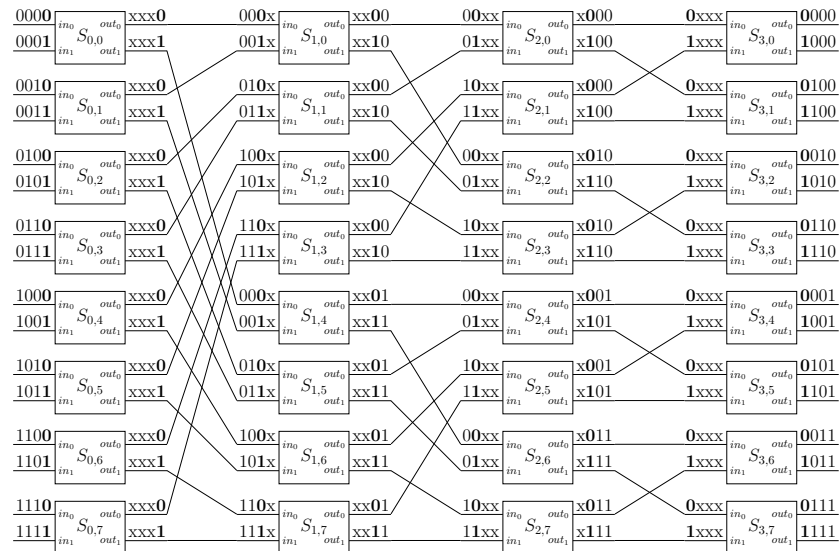 0000 in₀ out₀ xxx0 000x in₀ out₀ xx00 00xx in₀ out₀ x000 0xxx in₀ out₀ 0000
S₀,₀ S₁,₀ S₂,₀ S₃,₀
0001 in₁ out₁ xxx1 001x in₁ out₁ xx10 01xx in₁ out₁ x100 1xxx in₁ out₁ 1000
0010 in₀ out₀ xxx0 010x in₀ out₀ xx00 10xx in₀ out₀ x000 0xxx in₀ out₀ 0100
S₀,₁ S₁,₁ S₂,₁ S₃,₁
0011 in₁ out₁ xxx1 011x in₁ out₁ xx10 11xx in₁ out₁ x100 1xxx in₁ out₁ 1100
0100 in₀ out₀ xxx0 100x in₀ out₀ xx00 00xx in₀ out₀ x010 0xxx in₀ out₀ 0010
S₀,₂ S₁,₂ S₂,₂ S₃,₂
0101 in₁ out₁ xxx1 101x in₁ out₁ xx10 01xx in₁ out₁ x110 1xxx in₁ out₁ 1010
0110 in₀ out₀ xxx0 110x in₀ out₀ xx00 10xx in₀ out₀ x010 0xxx in₀ out₀ 0110
S₀,₃ S₁,₃ S₂,₃ S₃,₃
0111 in₁ out₁ xxx1 111x in₁ out₁ xx10 11xx in₁ out₁ x110 1xxx in₁ out₁ 1110
1000 in₀ out₀ xxx0 000x in₀ out₀ xx01 00xx in₀ out₀ x001 0xxx in₀ out₀ 0001
S₀,₄ S₁,₄ S₂,₄ S₃,₄
1001 in₁ out₁ xxx1 001x in₁ out₁ xx11 01xx in₁ out₁ x101 1xxx in₁ out₁ 1001
1010 in₀ out₀ xxx0 010x in₀ out₀ xx01 10xx in₀ out₀ x001 0xxx in₀ out₀ 0101
S₀,₅ S₁,₅ S₂,₅ S₃,₅
1011 in₁ out₁ xxx1 011x in₁ out₁ xx11 11xx in₁ out₁ x101 1xxx in₁ out₁ 1101
1100 in₀ out₀ xxx0 100x in₀ out₀ xx01 00xx in₀ out₀ x011 0xxx in₀ out₀ 0011
S₀,₆ S₁,₆ S₂,₆ S₃,₆
1101 in₁ out₁ xxx1 101x in₁ out₁ xx11 01xx in₁ out₁ x111 1xxx in₁ out₁ 1011
1110 in₀ out₀ xxx0 110x in₀ out₀ xx01 10xx in₀ out₀ x011 0xxx in₀ out₀ 0111
S₀,₇ S₁,₇ S₂,₇ S₃,₇
1111 in₁ out₁ xxx1 111x in₁ out₁ xx11 11xx in₁ out₁ x111 1xxx in₁ out₁ 1111